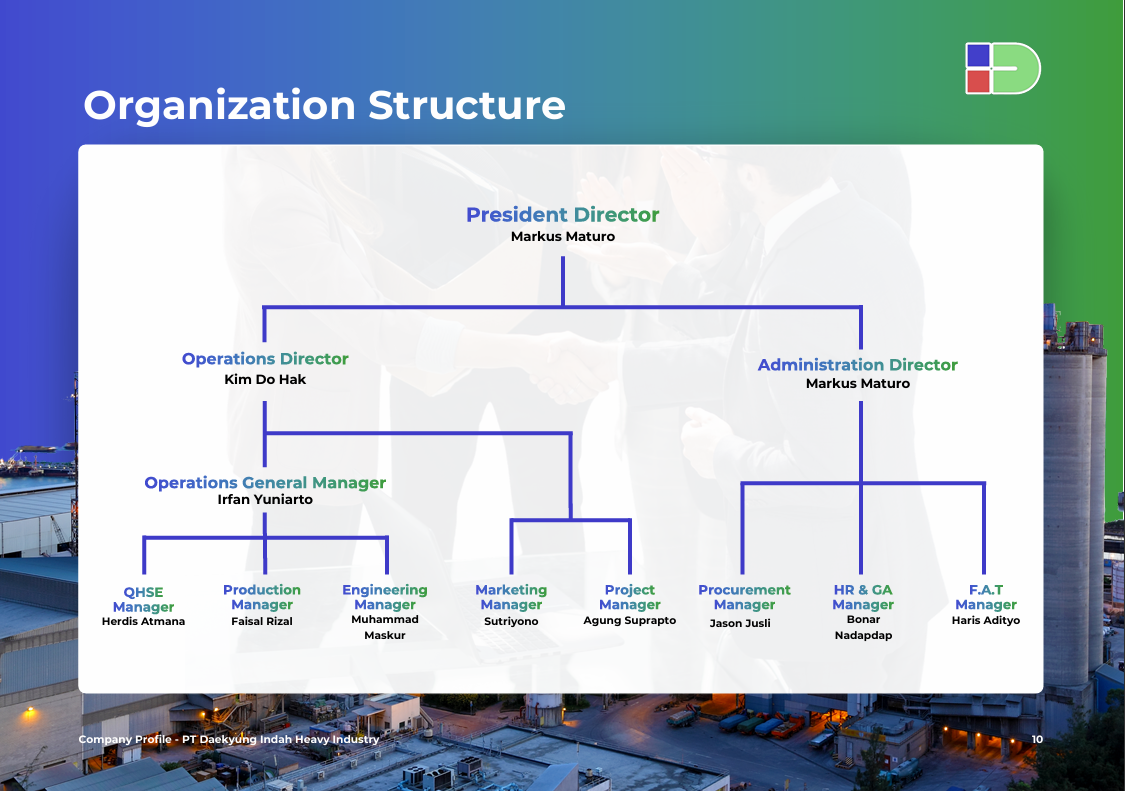 Organization Structure
President Director
Markus Maturo
Operations Director
Kim Do Hak
Administration Director
Markus Maturo
Operations General Manager
Irfan Yuniarto
QHSE
Manager
Herdis Atmana
Production
Manager
Faisal Rizal
Engineering
Manager
Muhammad
Maskur
Marketing
Manager
Sutriyono
Project
Manager
Agung Suprapto
Procurement
Manager
Jason Jusli
HR & GA
Manager
Bonar
Nadapdap
F.A.T
Manager
Haris Adityo
Company Profile - PT Daekyung Indah Heavy Industry
10